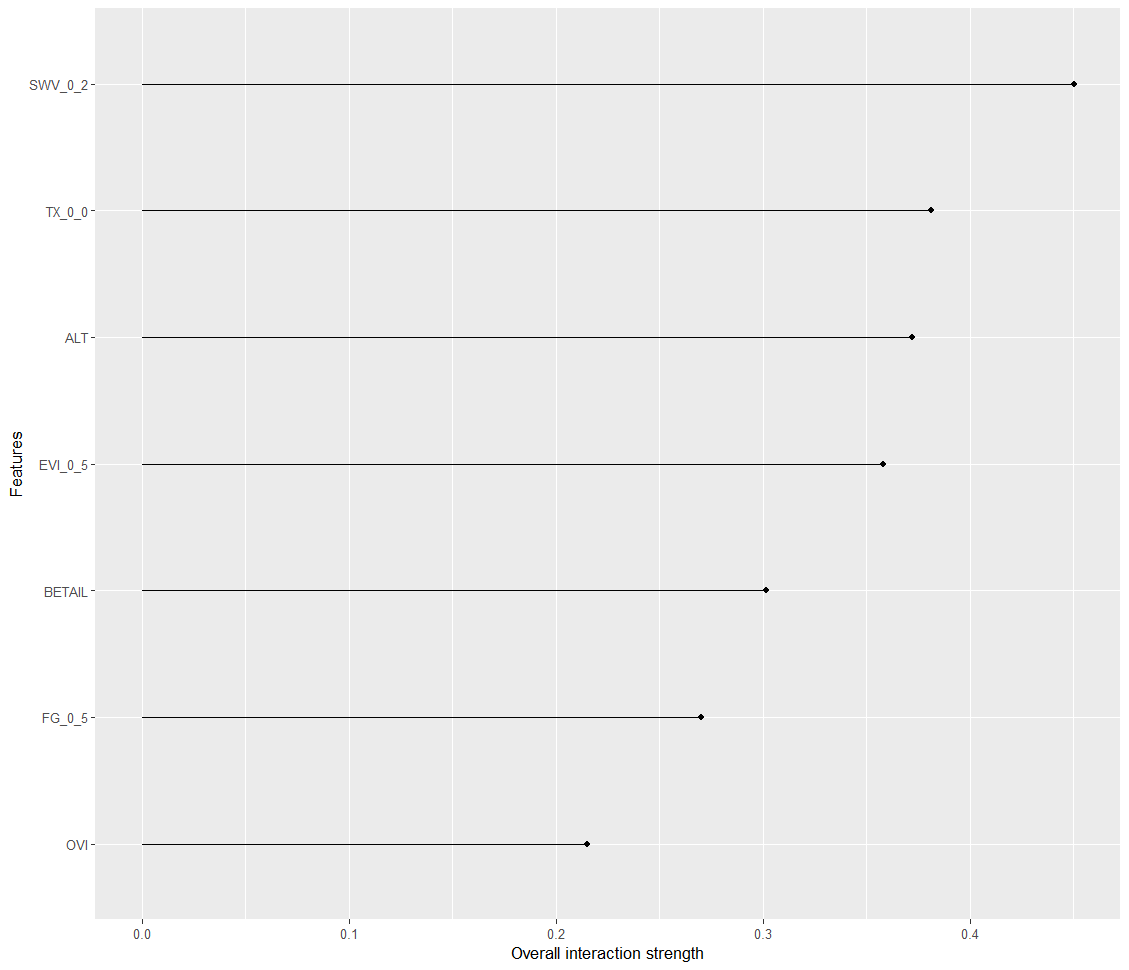 SWV_0_2
TX_0_0
ALT
EVI_0_5
BETAIL
FG_0_5
OVI
Features
0.0 0.1 0.2 0.3 0.4
Overall interaction strength